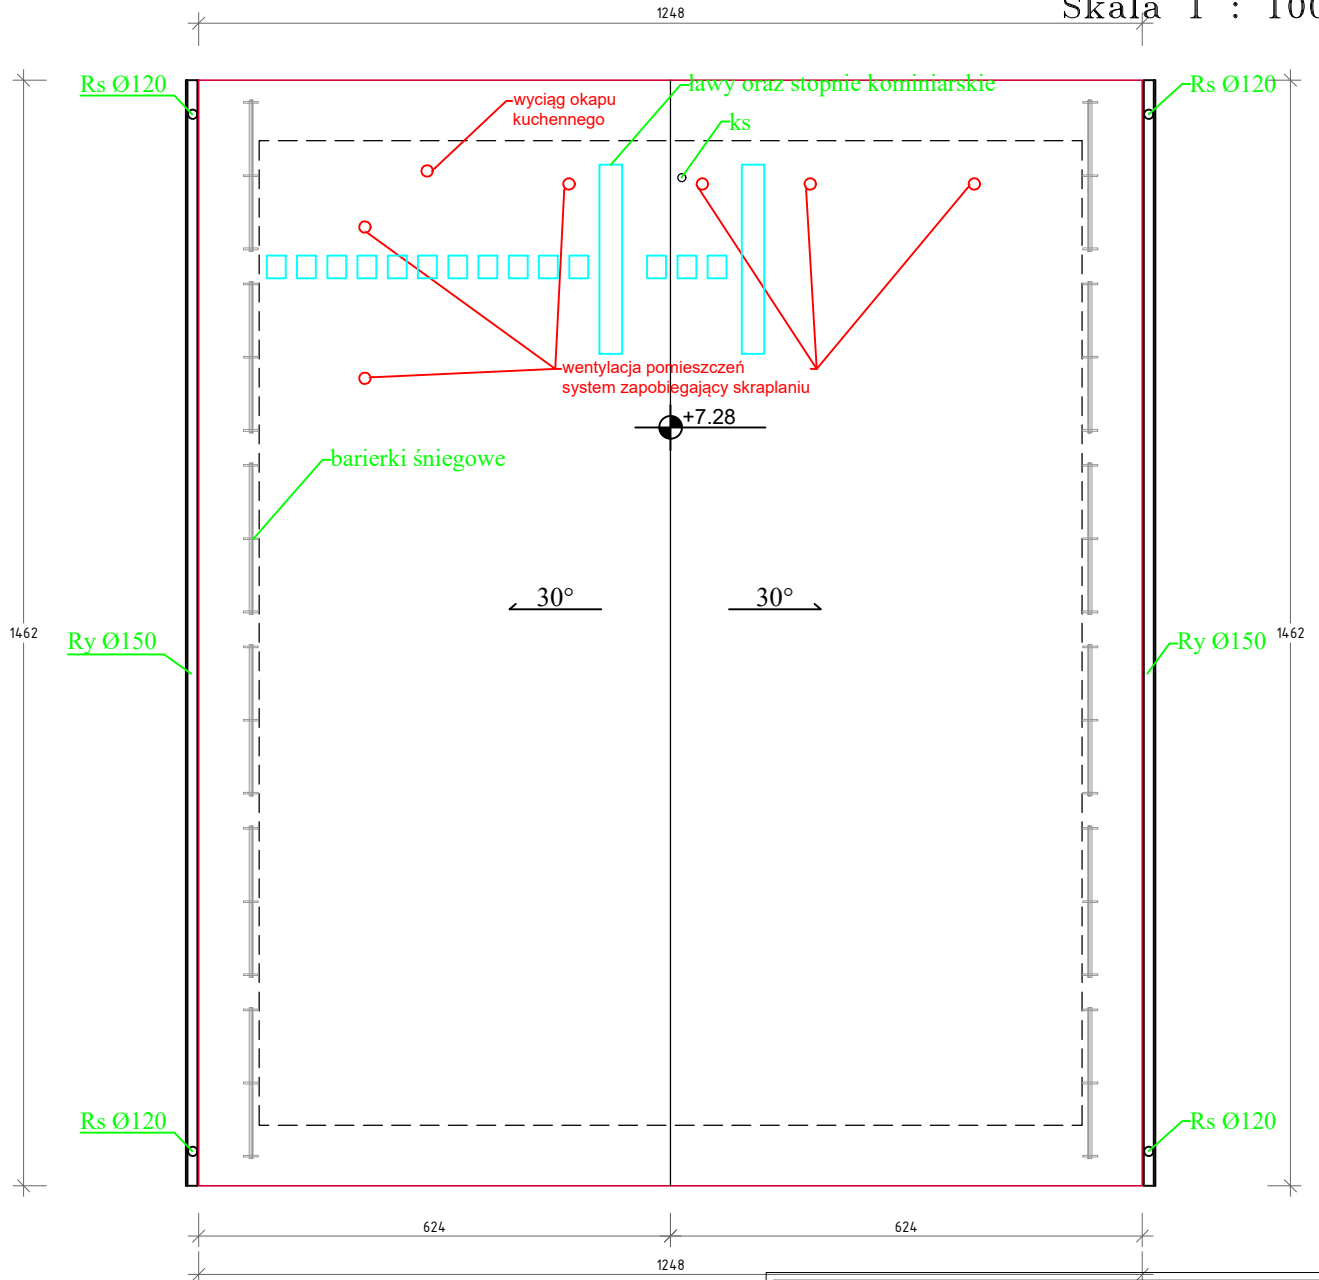 Skala 1 : 100
1248
Rs Ø120
ławy oraz stopnie kominiarskie
Rs Ø120
wyciąg okapu
kuchennego
ks
wentylacja pomieszczeń
system zapobiegający skraplaniu
+7.28
barierki śniegowe
30°
30°
1462
Ry Ø150
Ry Ø150
1462
Rs Ø120
Rs Ø120
624
624
1248